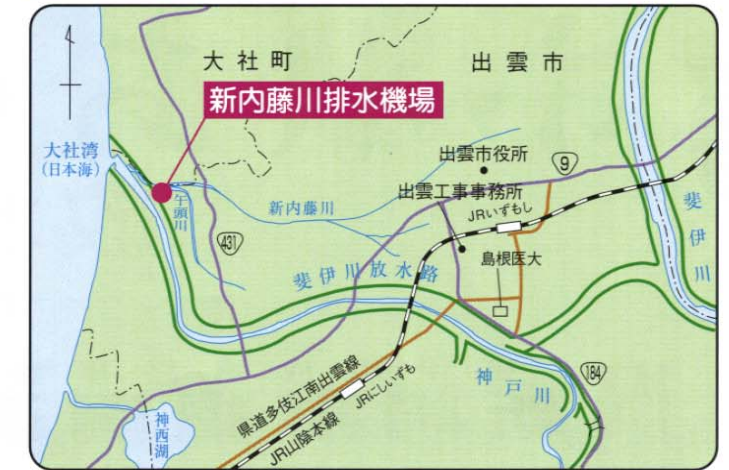 大社町
出雲市
新内藤川排水機場
大社湾
(日本海)
出雲市役所
9
出雲工事事務所
JRいずもし
午頭川
新内藤川
431
斐伊川放水路
島根医大
斐伊川
県道多伎江南出雲線
JRにしいずも
JR山陰本線
神戸川
184
神西湖